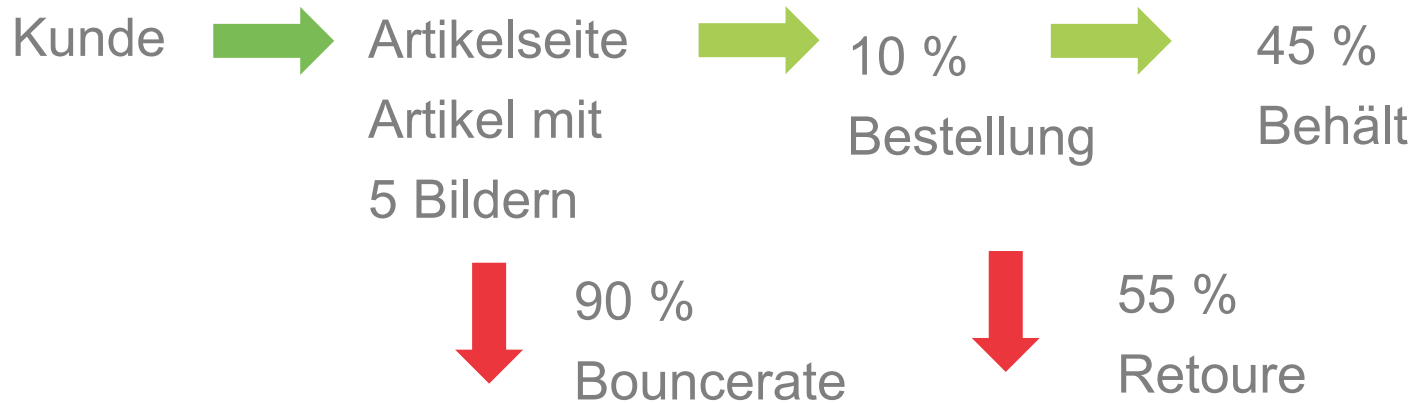 Kunde
Artikelseite
Artikel mit
5 Bildern
10 %
Bestellung
45 %
Behält
90 %
Bouncerate
55 %
Retoure